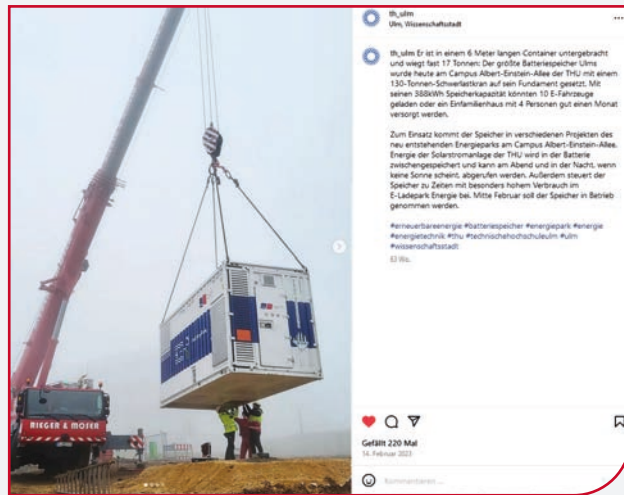 th_ulm
Ulm, Wissenschaftsstadt
th_ulm Er ist in einem 6 Meter langen Container untergebracht
und wiegt fast 17 Tonnen: Der größte Batteriespeicher Ulms
wurde heute am Campus Albert-Einstein-Allee der THU mit einem
130-Tonnen-Schwerlastkran auf sein Fundament gesetzt. Mit
seinen 388kWh Speicherkapazität könnten 10 E-Fahrzeuge
geladen oder ein Einfamilienhaus mit 4 Personen gut einen Monat
versorgt werden.
Zum Einsatz kommt der Speicher in verschiedenen Projekten des
neu entstehenden Energieparks am Campus Albert-Einstein-Allee.
Energie der Solarstromanlage der THU wird in der Batterie
zwischengespeichert und kann am Abend und in der Nacht, wenn
keine Sonne scheint, abgerufen werden. Außerdem steuert der
Speicher zu Zeiten mit besonders hohem Verbrauch im
E-Ladepark Energie bei. Mitte Februar soll der Speicher in Betrieb
genommen werden.
#erneuerbareenergie #batteriespeicher #energiepark #energie
#energietechnik #thu #technischehochschuleulm #ulm
#wissenschaftsstadt
RIEGER & MOSER
Gefällt 220 Mal
14. Februar 2023
Kommentieren ...